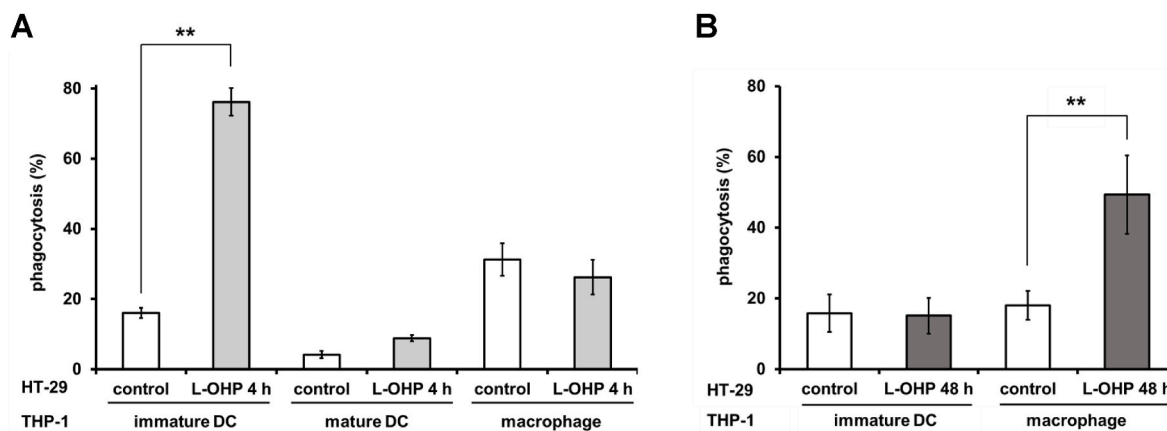 A
**
80
60
40
20
0
phagocytosis (%)
HT-29 control L-OHP 4 h control L-OHP 4 h control L-OHP 4 h
THP-1 immature DC mature DC macrophage
B
**
80
60
40
20
0
phagocytosis (%)
HT-29 control L-OHP 48 h control L-OHP 48 h
THP-1 immature DC macrophage